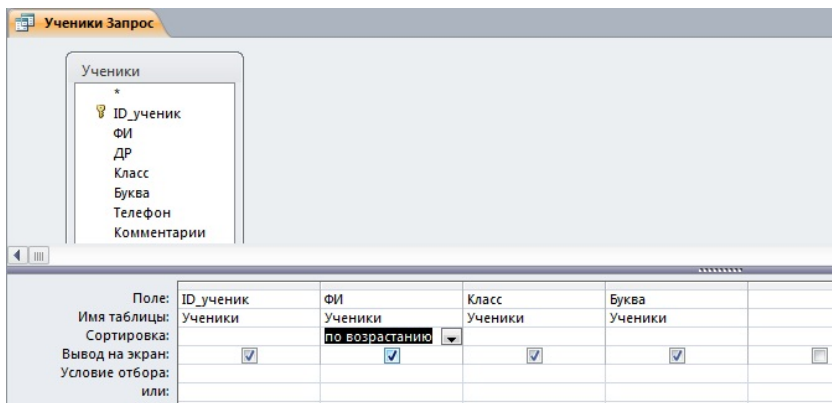 Ученики Запрос
Ученики
*
ID_ученик
ФИ
ДР
Класс
Буква
Телефон
Комментарии
Поле: ID_ученик ФИ Класс Буква
Имя таблицы: Ученики Ученики Ученики Ученики
Сортировка: по возрастанию
Вывод на экран:
Условие отбора:
или: